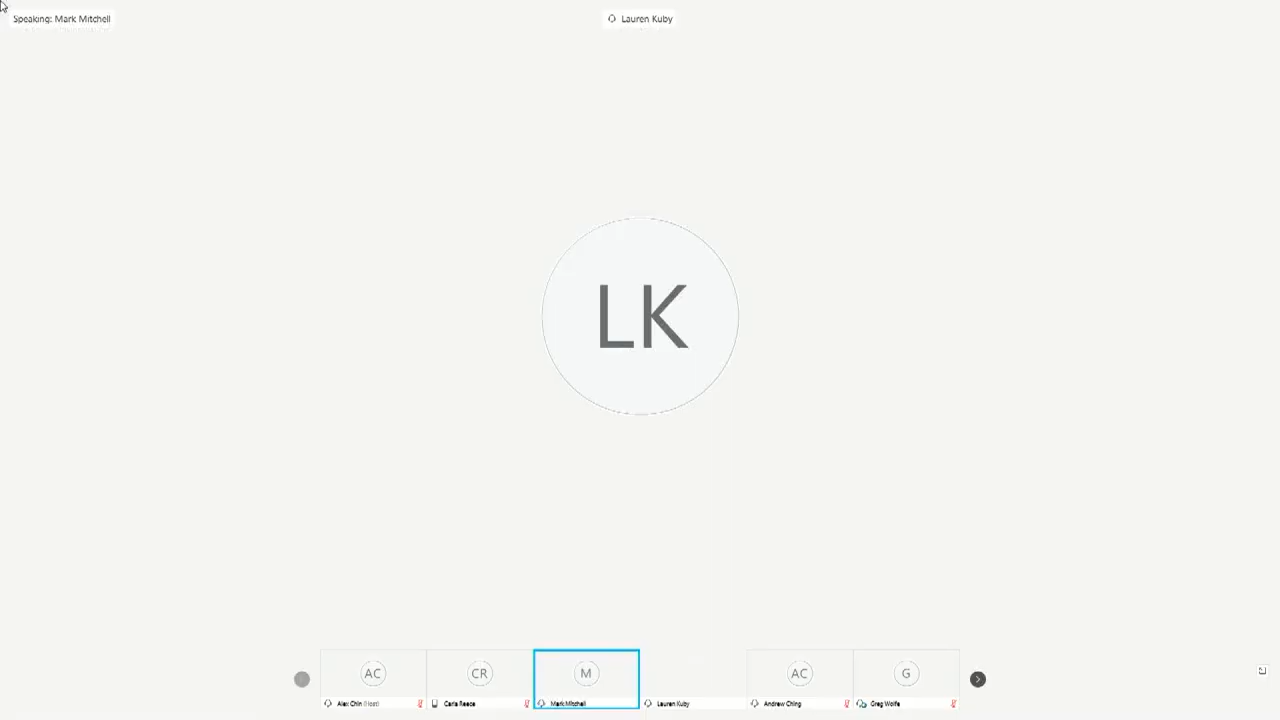 Speaking: Mark Mitchell
Lauren Kuby
LK
AC
CR
M
AC
G
Alex Chin (Host)
Carla Reece
Mark Mitchell
Lauren Kuby
Andrew Ching
Greg Wolfe